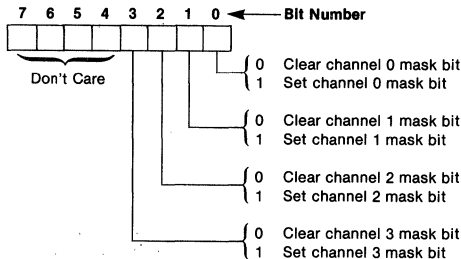 7 6 5 4 3 2 1 0 Bit Number
Don't Care
0 Clear channel 0 mask bit
1 Set channel 0 mask bit
0 Clear channel 1 mask bit
1 Set channel 1 mask bit
0 Clear channel 2 mask bit
1 Set channel 2 mask bit
0 Clear channel 3 mask bit
1 Set channel 3 mask bit